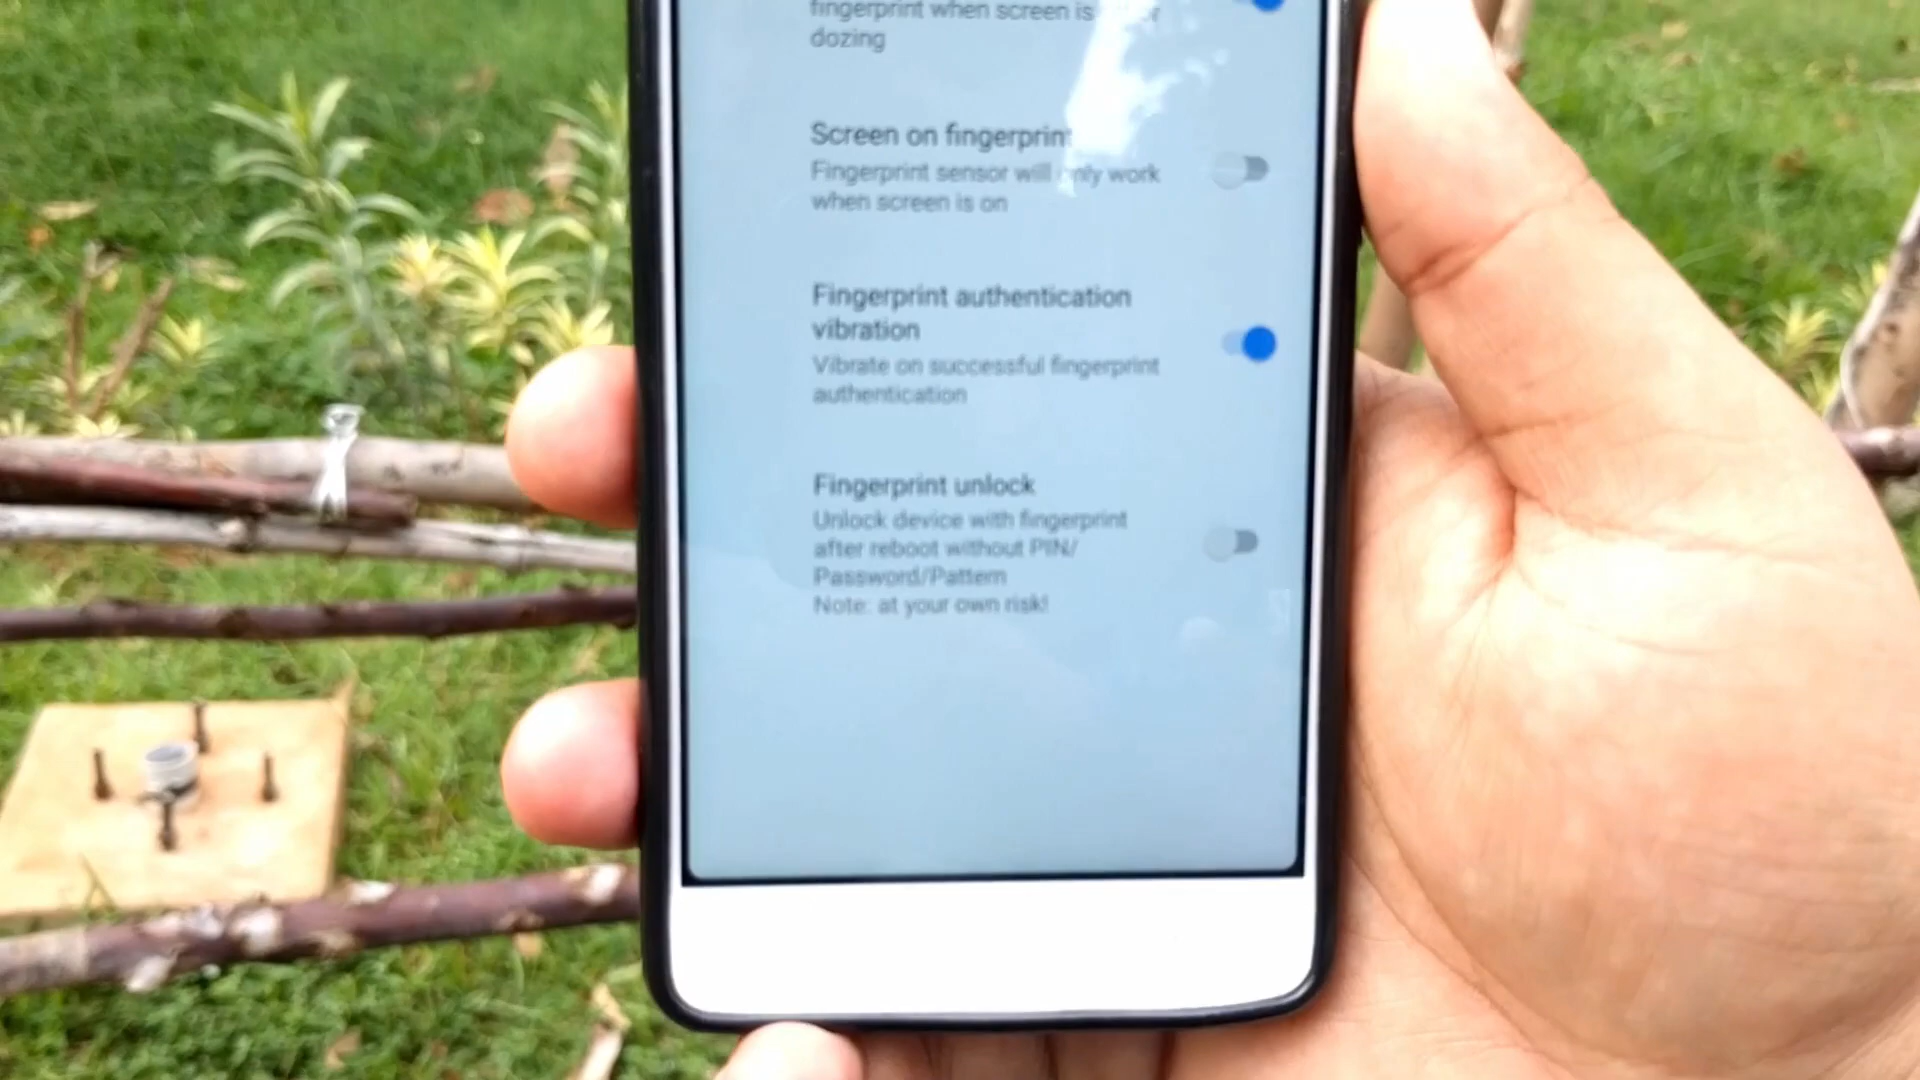 fingerprint when screen is
dozing
Screen on fingerprint
Fingerprint sensor will only work
when screen is on
Fingerprint authentication
vibration
Vibrate on successful fingerprint
authentication
Fingerprint unlock
Unlock device with fingerprint
after reboot without PIN/
Password/Pattern
Note: at your own risk!